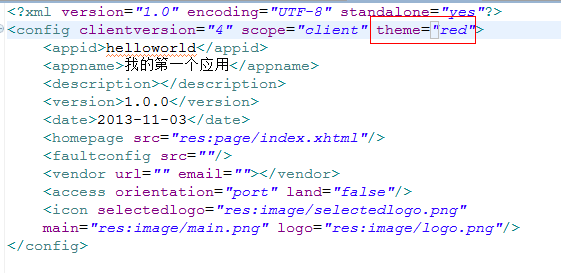 <?xml version="1.0" encoding="UTF-8" standalone="yes"?>
<config clientversion="4" scope="client" theme="red">
<appid>helloworld</appid>
<appname>我的第一个应用</appname>
<description></description>
<version>1.0.0</version>
<date>2013-11-03</date>
<homepage src="res:page/index.xhtml"/>
<faultconfig src=""/>
<vendor url="" email=""></vendor>
<access orientation="port" land="false"/>
<icon selectedlogo="res:image/selectedlogo.png"
main="res:image/main.png" logo="res:image/logo.png"/>
</config>